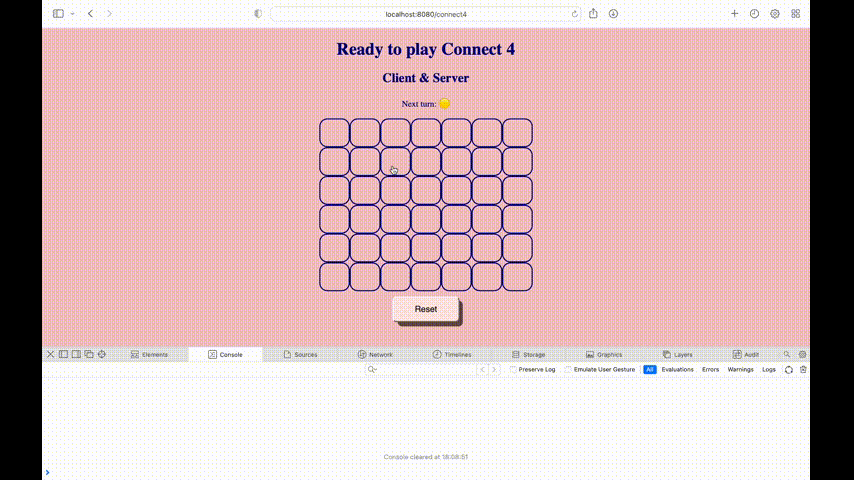 localhost:8080/connect4
Ready to play Connect 4
Client & Server
Next turn:
Reset
Elements
Console
Sources
Network
Timelines
Storage
Graphics
Layers
Audit
Preserve Log
Emulate User Gesture
All
Evaluations
Errors
Warnings
Logs
Console cleared at 18:08:51